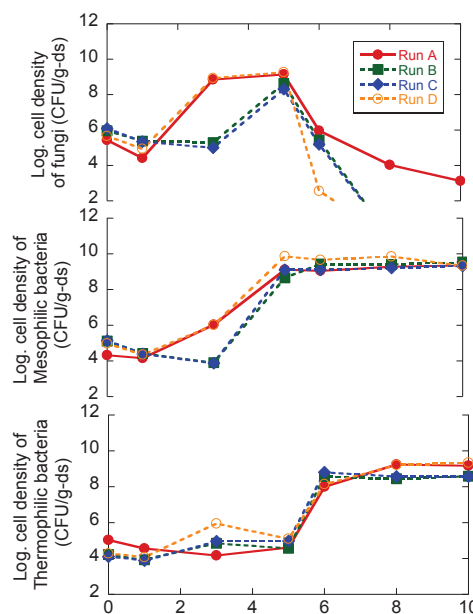 Log. cell density
of fungi (CFU/g-ds)
12
10
8
6
4
2
Run A
Run B
Run C
Run D
Log. cell density of
Mesophilic bacteria
(CFU/g-ds)
12
10
8
6
4
2
Log. cell density of
Thermophilic bacteria
(CFU/g-ds)
12
10
8
6
4
2
0 2 4 6 8 10